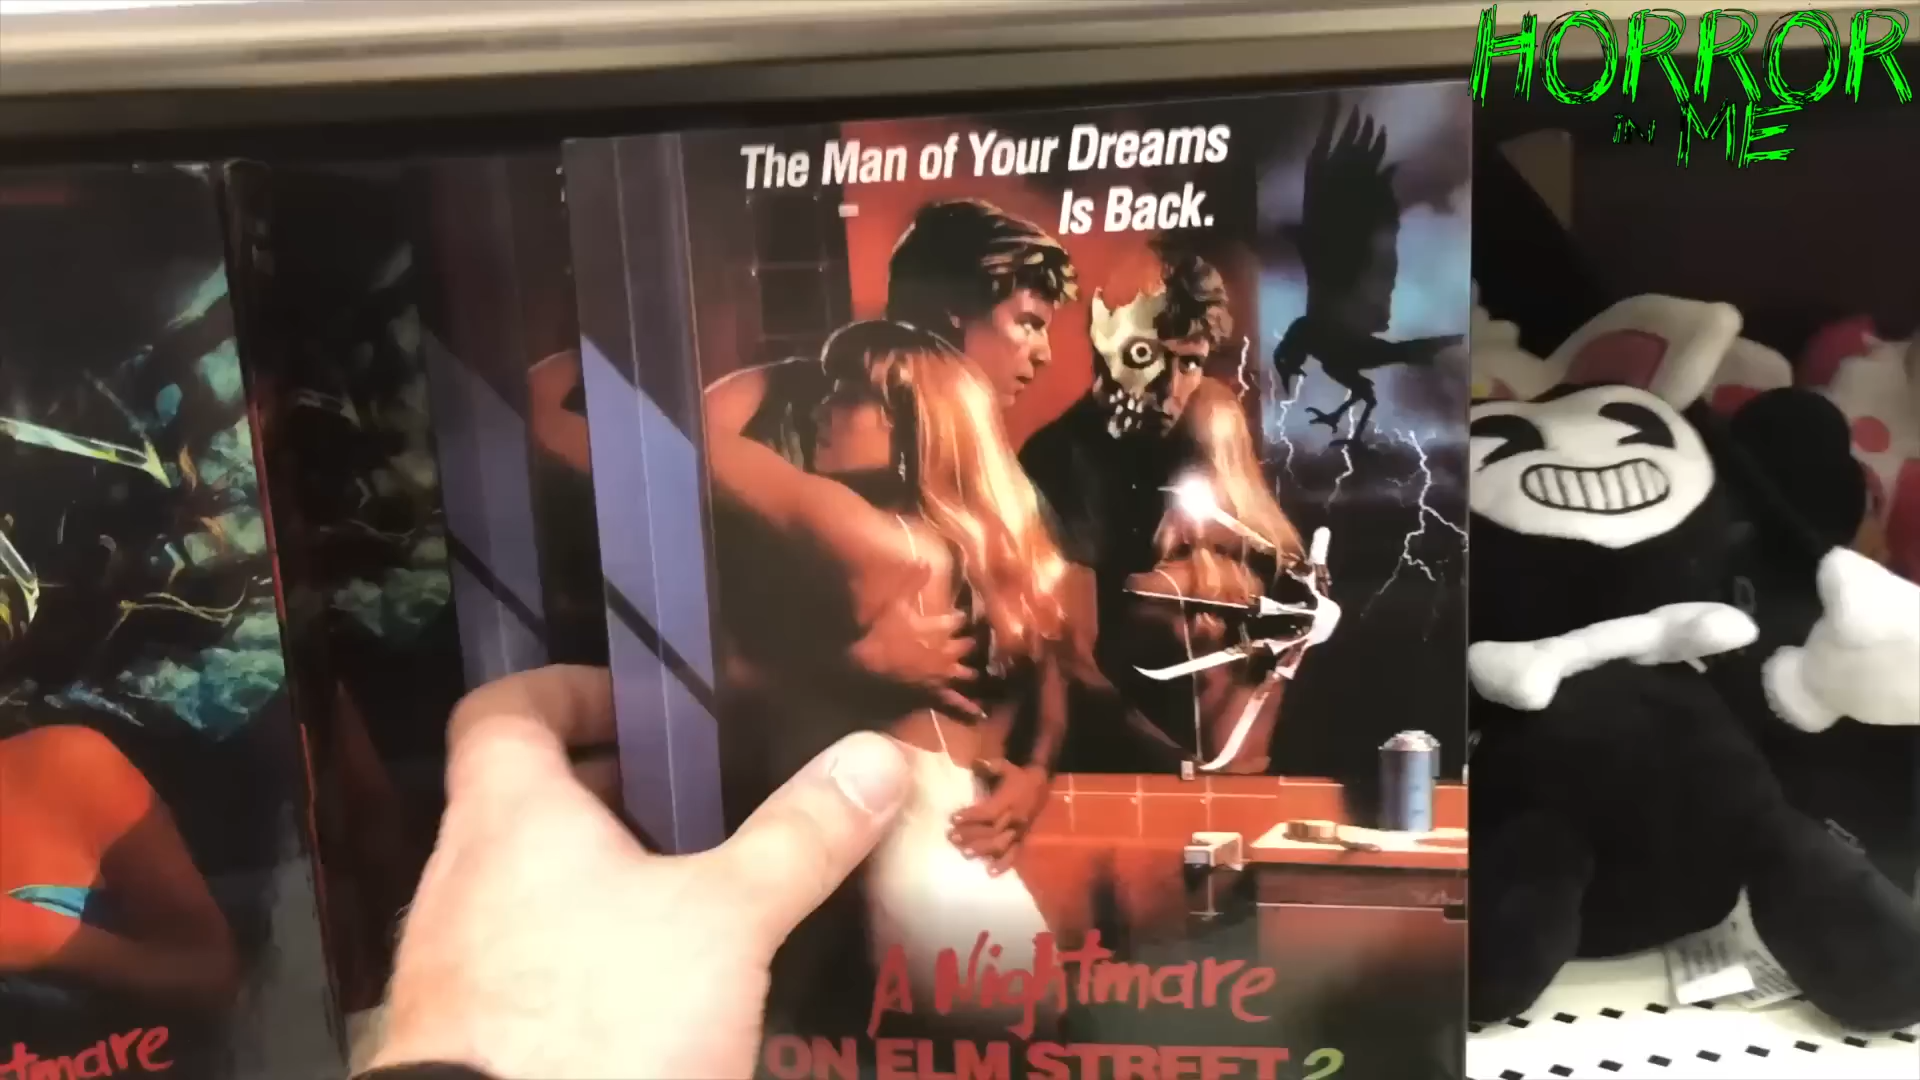 HORROR
IN ME
The Man of Your Dreams
Is Back.
A Nightmare
ON ELM STREET 2
tmare